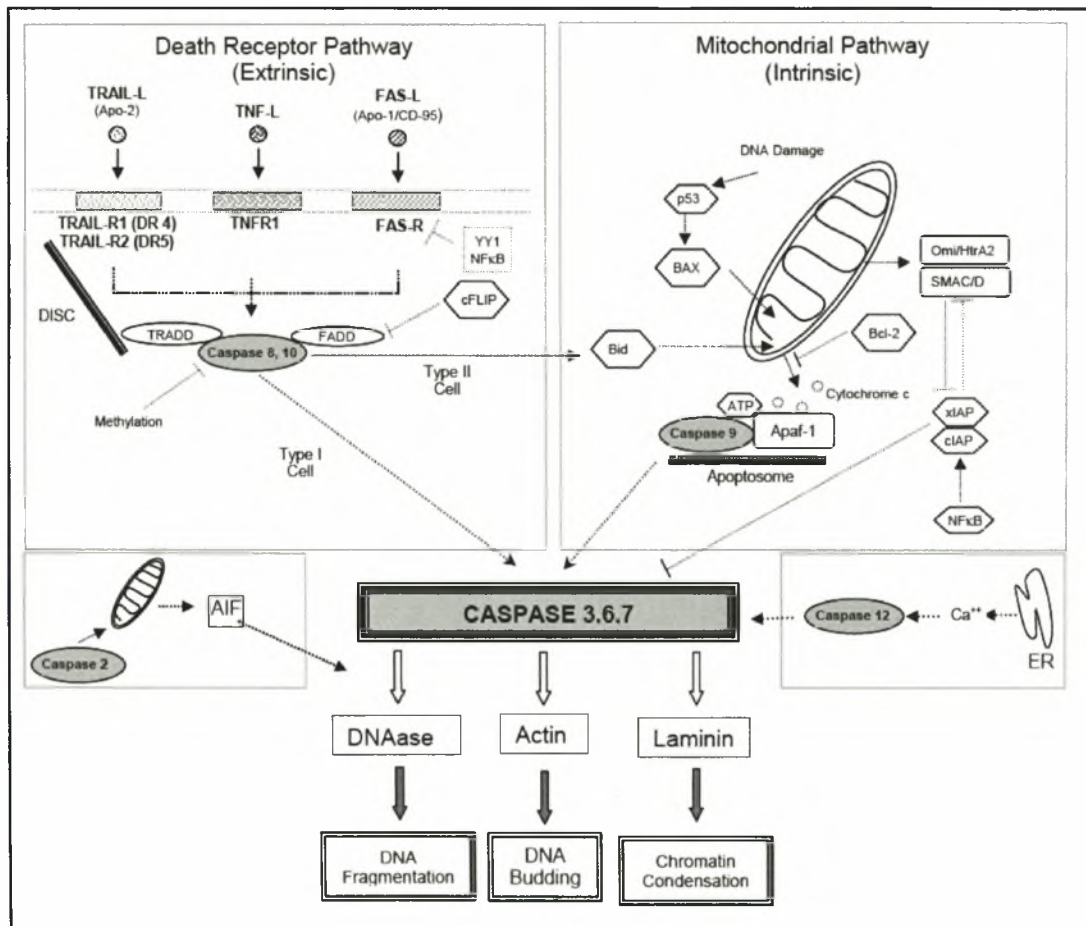 Death Receptor Pathway
(Extrinsic)
TRAIL-L
(Apo-2)
TNF-L
FAS-L
(Apo-1/CD-95)
TRAIL-R1 (DR 4)
TRAIL-R2 (DR5)
TNFR1
FAS-R
YY1
NFκB
cFLIP
DISC
TRADD
FADD
Caspase 8, 10
Methylation
Type II
Cell
Type I
Cell
Mitochondrial Pathway
(Intrinsic)
DNA Damage
p53
BAX
Bid
Omi/HtrA2
SMAC/D
Bcl-2
Cytochrome c
ATP
Caspase 9
Apaf-1
Apoptosome
xIAP
cIAP
NFκB
Caspase 2
AIF
CASPASE 3.6.7
Caspase 12
Ca++
ER
DNAase
Actin
Laminin
DNA
Fragmentation
DNA
Budding
Chromatin
Condensation